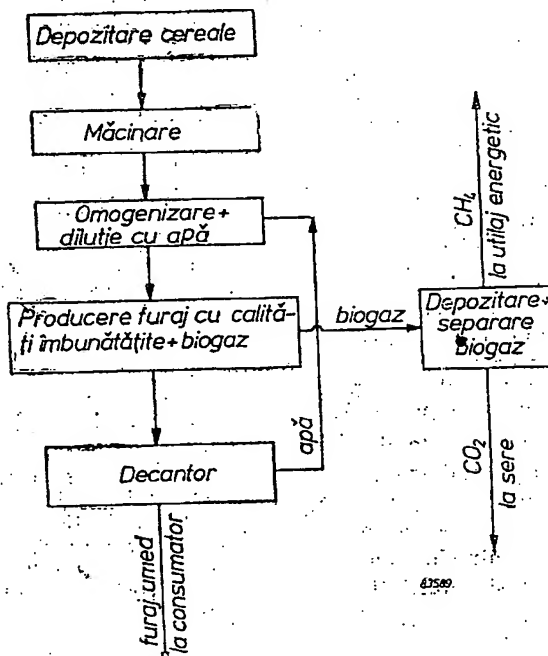 Depozitare cereale
Măcinare
Omogenizare+
diluție cu apă
Producere furaj cu calită-
ți îmbunătățite+biogaz
biogaz
Depozitare+
separare
biogaz
CH₄
la utilaj energetic
CO₂
la sere
apă
Decantor
furaj umed
la consumator
83589